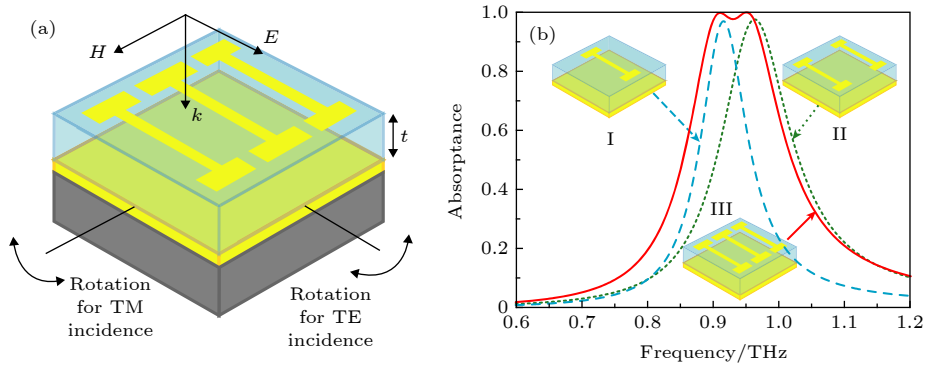 (a)
H
E
k
t
Rotation
for TM
incidence
Rotation
for TE
incidence
(b)
Absorptance
1.0
0.8
0.6
0.4
0.2
0
I
II
III
0.6 0.7 0.8 0.9 1.0 1.1 1.2
Frequency/THz